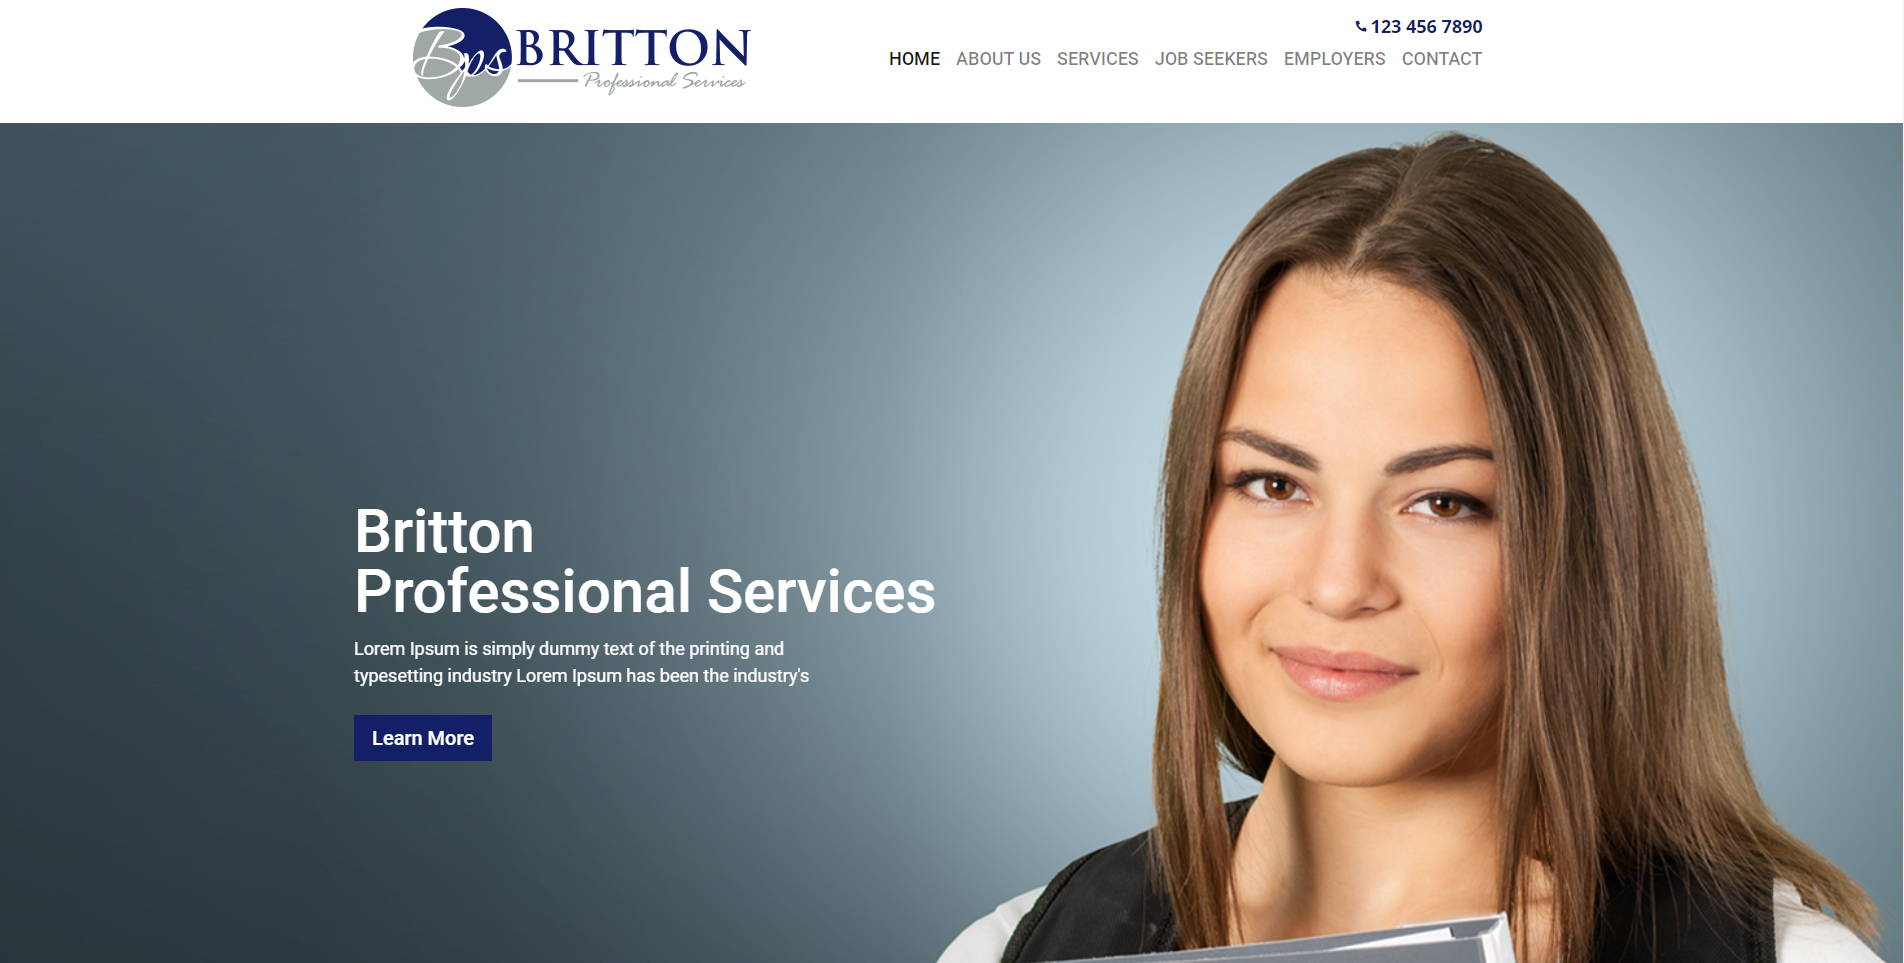 Bps
BRITTON
Professional Services
123 456 7890
HOME ABOUT US SERVICES JOB SEEKERS EMPLOYERS CONTACT
Britton
Professional Services
Lorem Ipsum is simply dummy text of the printing and
typesetting industry Lorem Ipsum has been the industry's
Learn More